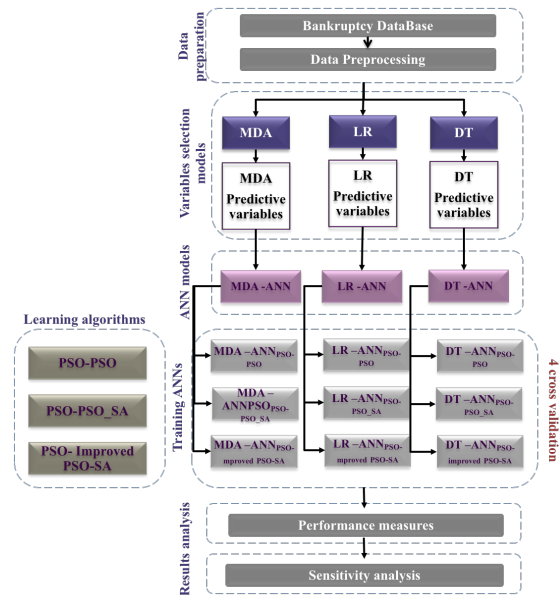 Data
preparation
Bankruptcy DataBase
Data Preprocessing
Variables selection
models
MDA
LR
DT
MDA
Predictive
variables
LR
Predictive
variables
DT
Predictive
variables
ANN models
MDA -ANN
LR -ANN
DT -ANN
Learning algorithms
PSO-PSO
PSO-PSO_SA
PSO- Improved
PSO-SA
Training ANNs
MDA –ANNPSO-
PSO
LR –ANNPSO-
PSO
DT –ANNPSO-
PSO
MDA –
ANNPSOPSO-
PSO_SA
LR –ANNPSO-
PSO_SA
DT –ANNPSO-
PSO_SA
MDA –ANNPSO-
mproved PSO-SA
LR –ANNPSO-
mproved PSO-SA
DT –ANNPSO-
improved PSO-SA
4 cross validation
Results analysis
Performance measures
Sensitivity analysis